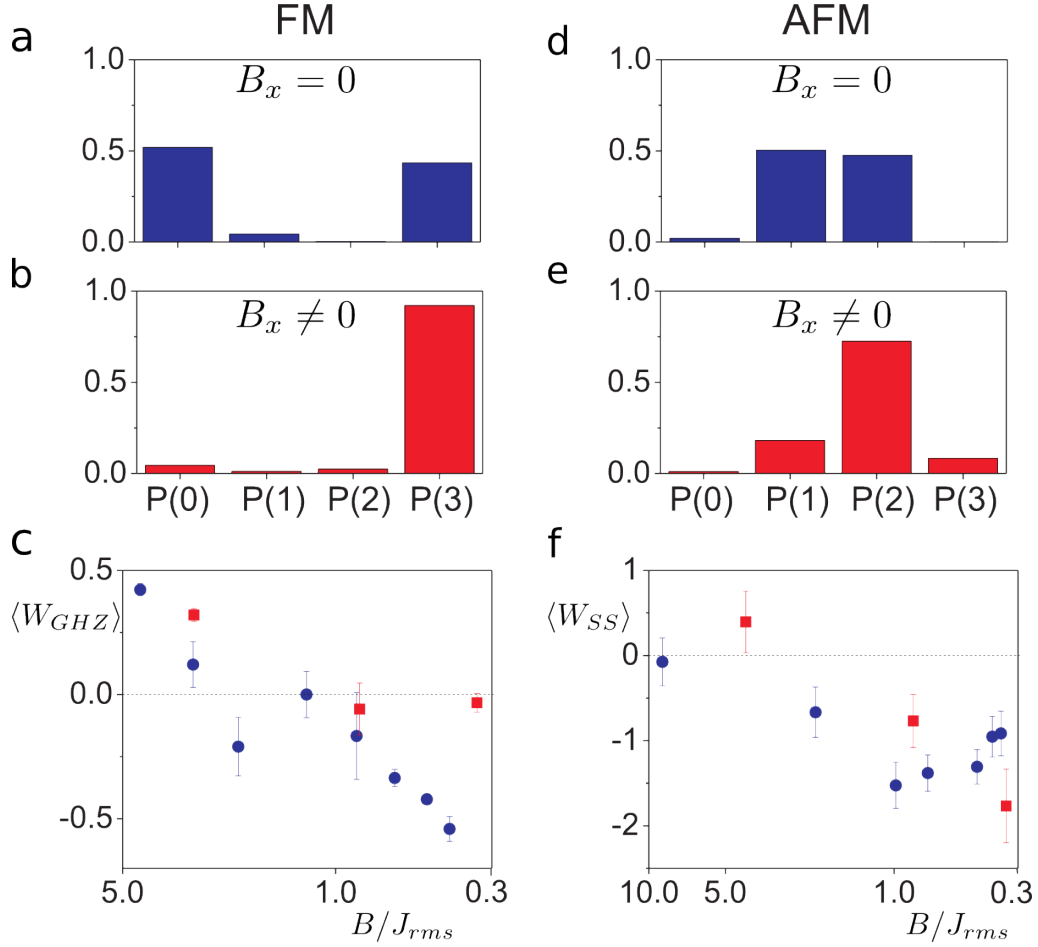 FM
a
1.0
B_x = 0
0.5
0.0
b
1.0
B_x ≠ 0
0.5
0.0
P(0) P(1) P(2) P(3)
c
0.5
⟨W_GHZ⟩
0.0
-0.5
5.0 1.0 0.3
B/J_rms
AFM
d
1.0
B_x = 0
0.5
0.0
e
1.0
B_x ≠ 0
0.5
0.0
P(0) P(1) P(2) P(3)
f
1
⟨W_SS⟩
0
-1
-2
10.0 5.0 1.0 0.3
B/J_rms